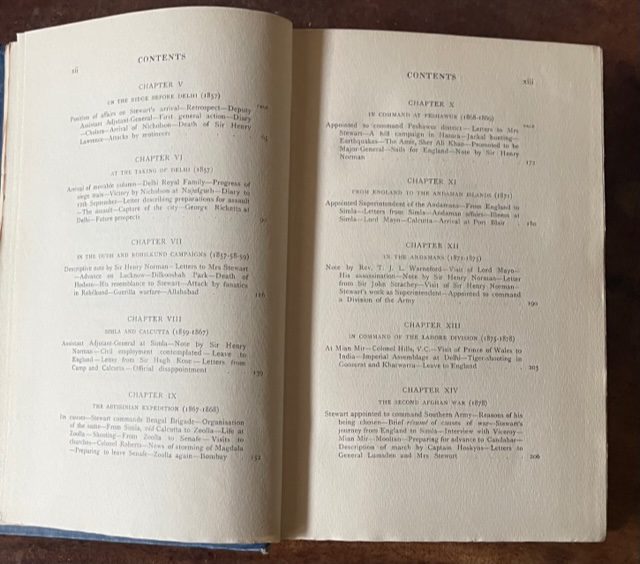 xii
CONTENTS
CHAPTER V
IN THE SIEGE BEFORE DELHI (1857)
PAGE
Position of affairs on Stewart's arrival—Retrospect—Deputy
Assistant Adjutant-General—First general action—Diary
—Cholera—Arrival of Nicholson—Death of Sir Henry
Lawrence—Attacks by mutineers
CHAPTER VI
AT THE TAKING OF DELHI (1857)
Arrival of movable column—Delhi Royal Family—Progress of
siege train—Victory by Nicholson at Najafgurh—Diary to
12th September—Letter describing preparations for assault
—The assault—Capture of the city—George Ricketts at
Delhi—Future prospects
CHAPTER VII
IN THE OUDH AND ROHILKUND CAMPAIGNS (1857-58-59)
Descriptive note by Sir Henry Norman—Letters to Mrs Stewart
—Advance on Lucknow—Dilkooshah Park—Death of
Hodson—His resemblance to Stewart—Attack by fanatics
in Rohilkund—Guerilla warfare—Allahabad
116
CHAPTER VIII
SIMLA AND CALCUTTA (1859-1867)
Assistant Adjutant-General at Simla—Note by Sir Henry
Norman—Civil employment contemplated—Leave to
England—Letter from Sir Hugh Rose—Letters from
Camp and Calcutta—Official disappointment
139
CHAPTER IX
THE ABYSSINIAN EXPEDITION (1867-1868)
Its causes—Stewart commands Bengal Brigade—Organisation
of the same—From Simla, viâ Calcutta to Zoolla—Life at
Zoolla—Shooting—From Zoolla to Senafe—Visits to
churches—Colonel Roberts—News of storming of Magdala
—Preparing to leave Senafe—Zoolla again—Bombay
152
CONTENTS
xiii
CHAPTER X
IN COMMAND AT PESHAWUR (1868-1869)
PAGE
Appointed to command Peshawur district—Letters to Mrs
Stewart—A hill campaign in Hazara—Jackal hunting—
Earthquakes—The Amir, Sher Ali Khan—Promoted to be
Major-General—Sails for England—Note by Sir Henry
Norman
172
CHAPTER XI
FROM ENGLAND TO THE ANDAMAN ISLANDS (1871)
Appointed Superintendent of the Andamans—From England to
Simla—Letters from Simla—Andaman affairs—Illness at
Simla—Lord Mayo—Calcutta—Arrival at Port Blair
180
CHAPTER XII
IN THE ANDAMANS (1871-1875)
Note by Rev. T. J. L. Warneford—Visit of Lord Mayo—
His assassination—Note by Sir Henry Norman—Letter
from Sir John Strachey—Visit of Sir Henry Norman—
Stewart's work as Superintendent—Appointed to command
a Division of the Army
190
CHAPTER XIII
IN COMMAND OF THE LAHORE DIVISION (1875-1878)
At Mian Mir—Colonel Hills, V.C.—Visit of Prince of Wales to
India—Imperial Assemblage at Delhi—Tiger-shooting in
Goozerat and Kharwarra—Leave to England
203
CHAPTER XIV
THE SECOND AFGHAN WAR (1878)
Stewart appointed to command Southern Army—Reasons of his
being chosen—Brief résumé of causes of war—Stewart's
journey from England to Simla—Interview with Viceroy—
Mian Mir—Mooltan—Preparing for advance to Candahar—
Description of march by Captain Hoskyns—Letters to
General Lumsden and Mrs Stewart
206